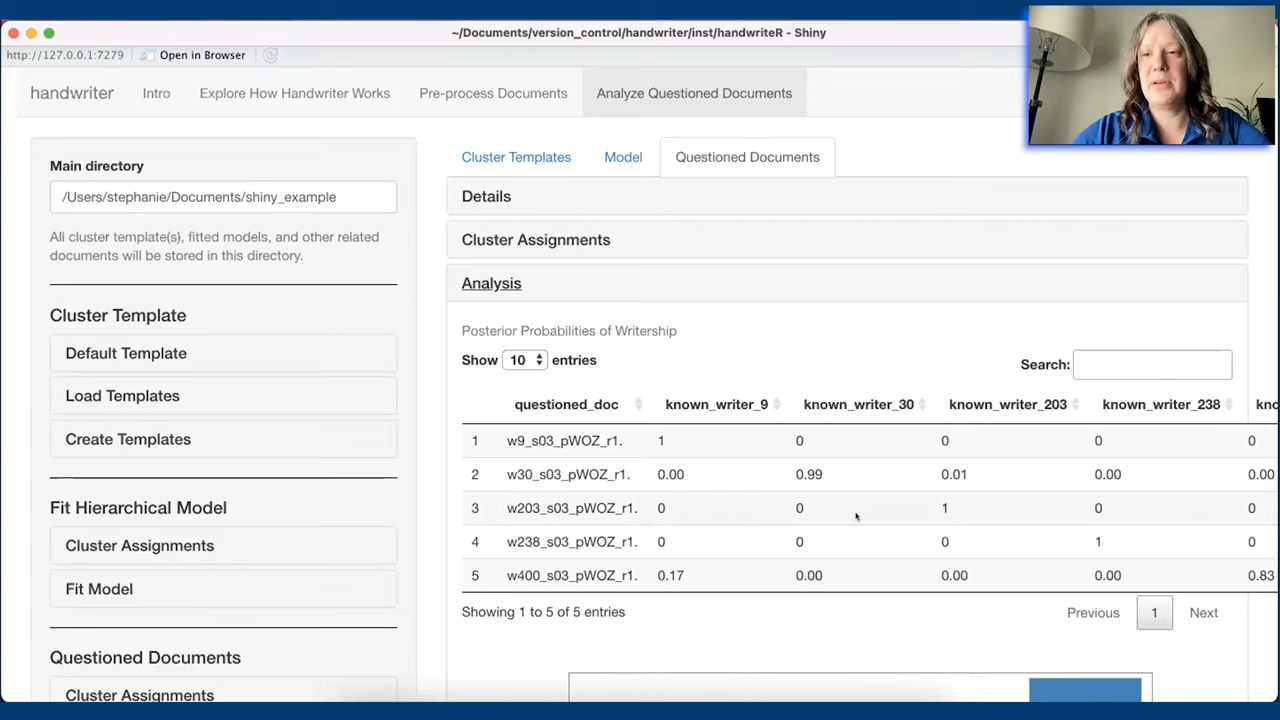 ~/Documents/version_control/handwriter/inst/handwriteR - Shiny
http://127.0.0.1:7279 Open in Browser
handwriter Intro Explore How Handwriter Works Pre-process Documents Analyze Questioned Documents
Main directory
/Users/stephanie/Documents/shiny_example
All cluster template(s), fitted models, and other related
documents will be stored in this directory.
Cluster Template
Default Template
Load Templates
Create Templates
Fit Hierarchical Model
Cluster Assignments
Fit Model
Questioned Documents
Cluster Assignments
Cluster Templates Model Questioned Documents
Details
Cluster Assignments
Analysis
Posterior Probabilities of Writership
Show 10 entries Search:
questioned_doc known_writer_9 known_writer_30 known_writer_203 known_writer_238 kno
1 w9_s03_pWOZ_r1. 1 0 0 0 0
2 w30_s03_pWOZ_r1. 0.00 0.99 0.01 0.00 0.00
3 w203_s03_pWOZ_r1. 0 0 1 0 0
4 w238_s03_pWOZ_r1. 0 0 0 1 0
5 w400_s03_pWOZ_r1. 0.17 0.00 0.00 0.00 0.83
Showing 1 to 5 of 5 entries Previous 1 Next